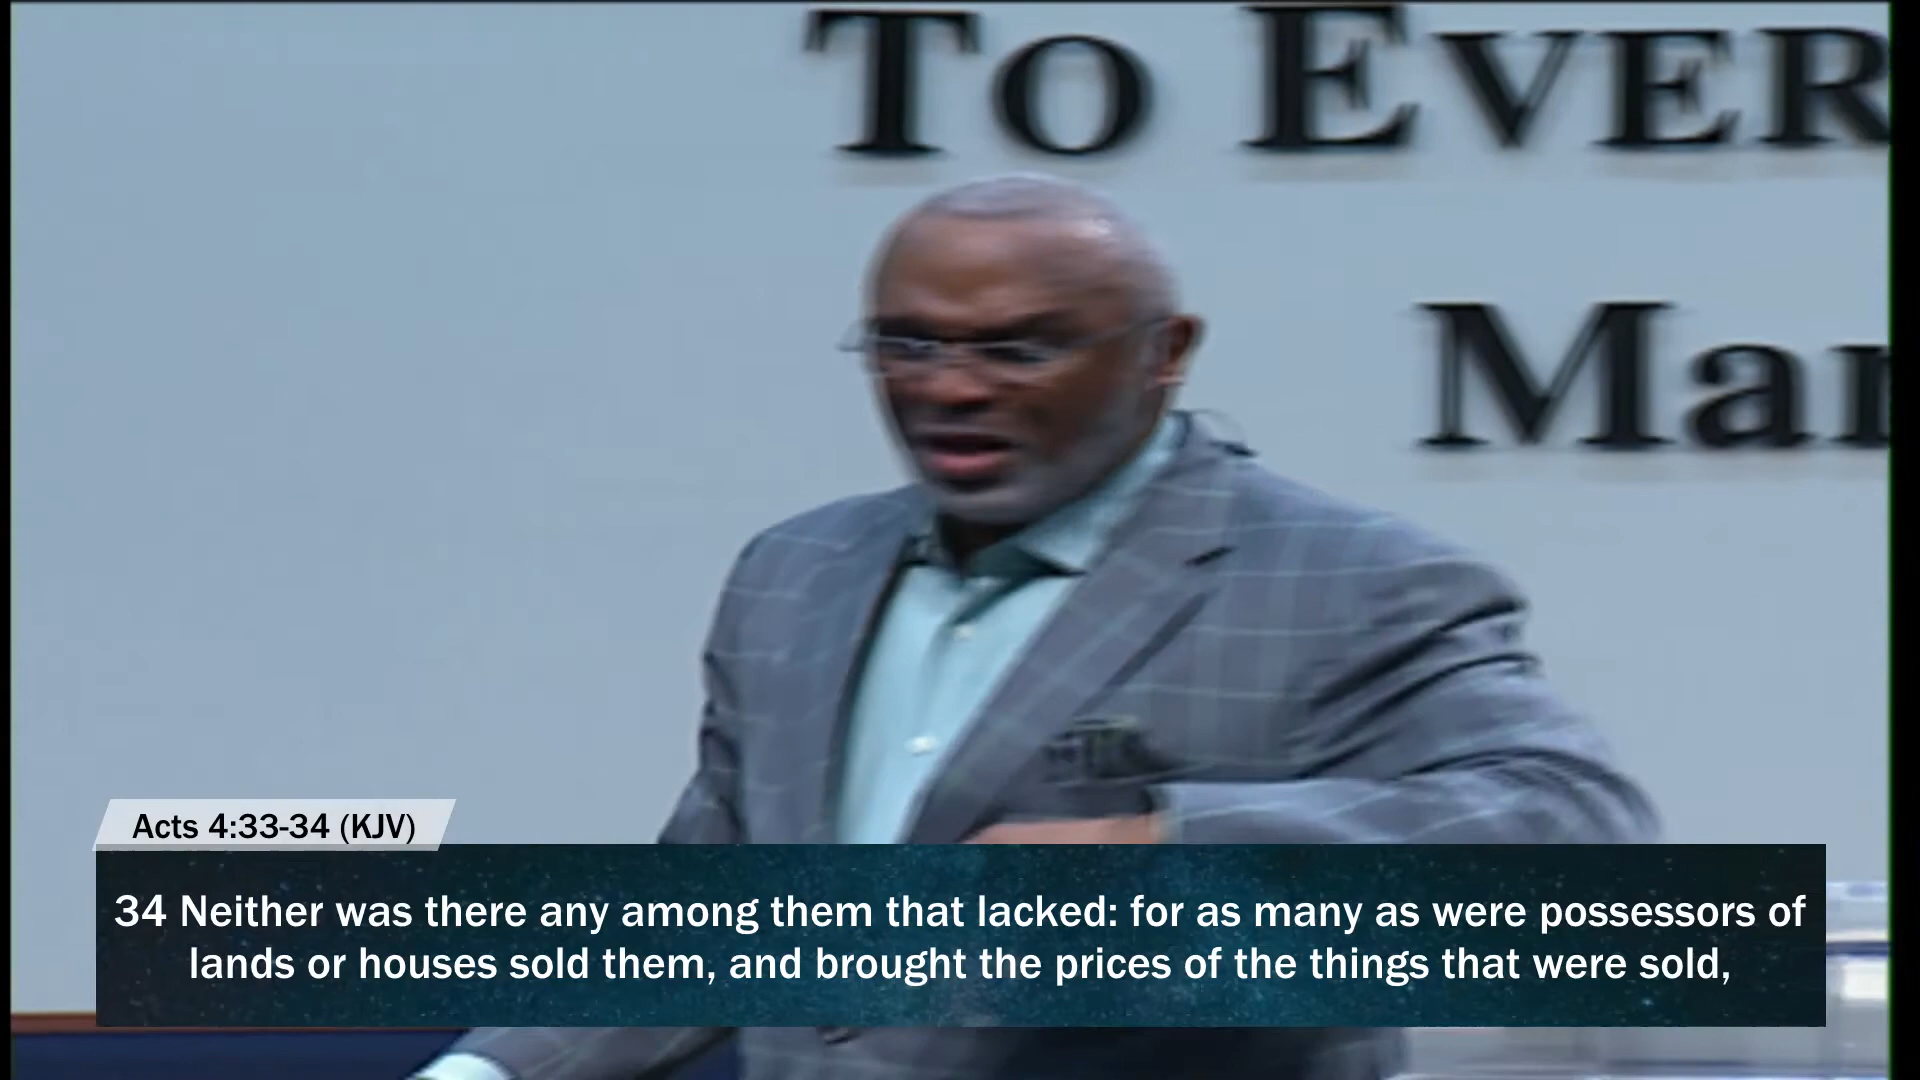 To Ever
Mar
Acts 4:33-34 (KJV)
34 Neither was there any among them that lacked: for as many as were possessors of
lands or houses sold them, and brought the prices of the things that were sold,